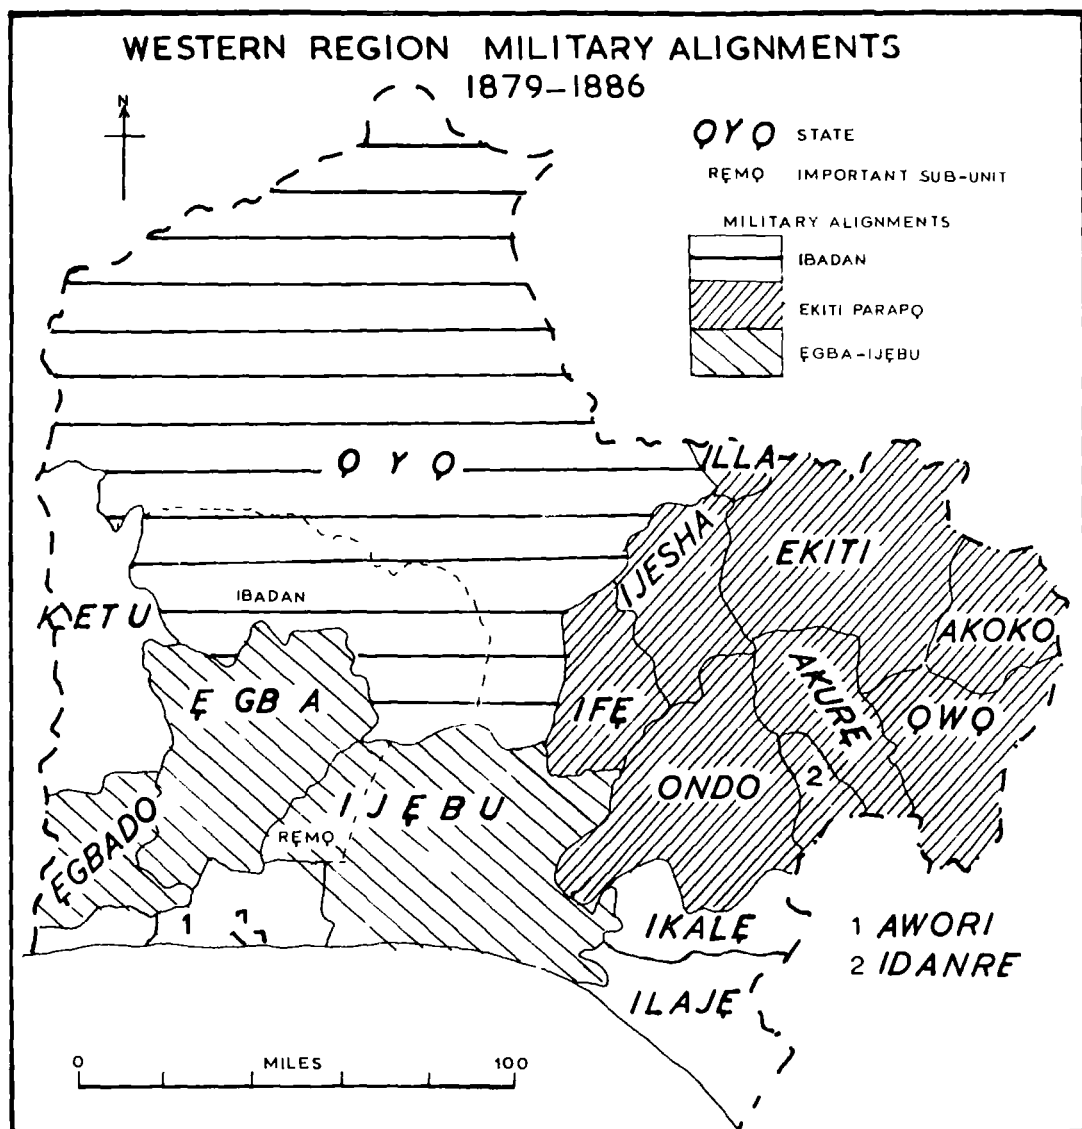 WESTERN REGION MILITARY ALIGNMENTS
1879–1886
N
ỌYỌ STATE
RẸMỌ IMPORTANT SUB-UNIT
MILITARY ALIGNMENTS
IBADAN
EKITI PARAPỌ
ẸGBA-IJẸBU
ỌYỌ
ILLA
IJESHA
EKITI
IBADAN
KETU
AKOKO
ẸGBA
IFẸ
AKURẸ
ỌWỌ
ẸGBADO
IJẸBU
ONDO
2
RẸMỌ
1
IKALẸ
1 AWORI
2 IDANRE
ILAJẸ
0 MILES 100